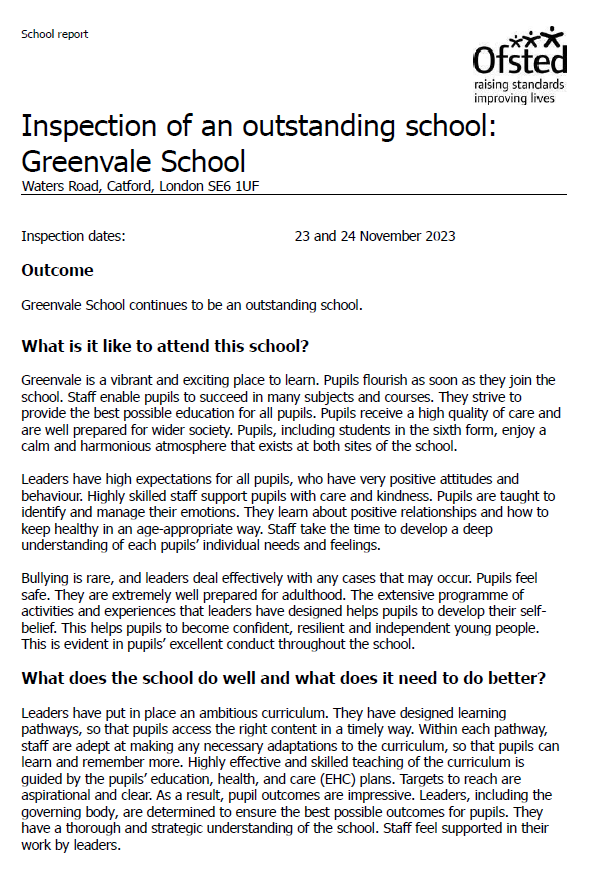 School report
Ofsted
raising standards
improving lives
Inspection of an outstanding school:
Greenvale School
Waters Road, Catford, London SE6 1UF
Inspection dates: 23 and 24 November 2023
Outcome
Greenvale School continues to be an outstanding school.
What is it like to attend this school?
Greenvale is a vibrant and exciting place to learn. Pupils flourish as soon as they join the
school. Staff enable pupils to succeed in many subjects and courses. They strive to
provide the best possible education for all pupils. Pupils receive a high quality of care and
are well prepared for wider society. Pupils, including students in the sixth form, enjoy a
calm and harmonious atmosphere that exists at both sites of the school.
Leaders have high expectations for all pupils, who have very positive attitudes and
behaviour. Highly skilled staff support pupils with care and kindness. Pupils are taught to
identify and manage their emotions. They learn about positive relationships and how to
keep healthy in an age-appropriate way. Staff take the time to develop a deep
understanding of each pupils' individual needs and feelings.
Bullying is rare, and leaders deal effectively with any cases that may occur. Pupils feel
safe. They are extremely well prepared for adulthood. The extensive programme of
activities and experiences that leaders have designed helps pupils to develop their self-
belief. This helps pupils to become confident, resilient and independent young people.
This is evident in pupils' excellent conduct throughout the school.
What does the school do well and what does it need to do better?
Leaders have put in place an ambitious curriculum. They have designed learning
pathways, so that pupils access the right content in a timely way. Within each pathway,
staff are adept at making any necessary adaptations to the curriculum, so that pupils can
learn and remember more. Highly effective and skilled teaching of the curriculum is
guided by the pupils' education, health, and care (EHC) plans. Targets to reach are
aspirational and clear. As a result, pupil outcomes are impressive. Leaders, including the
governing body, are determined to ensure the best possible outcomes for pupils. They
have a thorough and strategic understanding of the school. Staff feel supported in their
work by leaders.